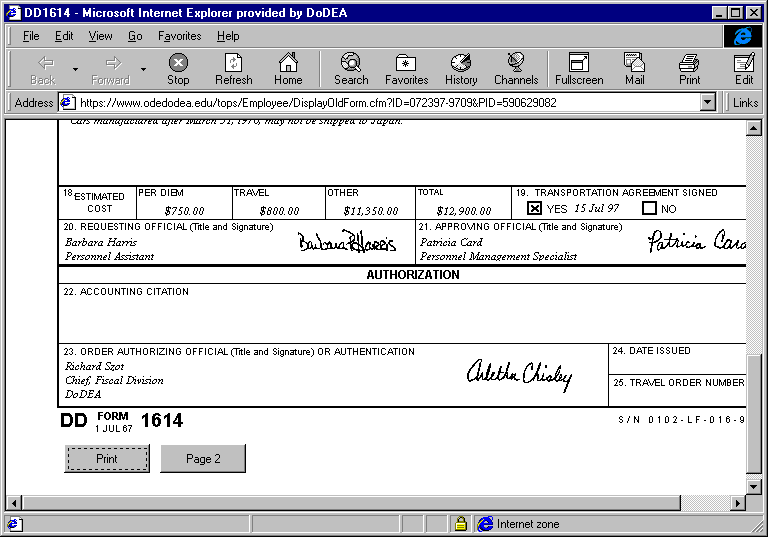 DD1614 - Microsoft Internet Explorer provided by DoDEA
File Edit View Go Favorites Help
Back Forward Stop Refresh Home Search Favorites History Channels Fullscreen Mail Print Edit
Address https://www.odedodea.edu/tops/Employee/DisplayOldForm.cfm?ID=072397-9709&PID=590629082 Links
Cars manufactured after March 31, 1976, may not be shipped to Japan.
18 ESTIMATED COST PER DIEM TRAVEL OTHER TOTAL 19. TRANSPORTATION AGREEMENT SIGNED
$750.00 $800.00 $11,350.00 $12,900.00 YES 15 Jul 97 NO
20. REQUESTING OFFICIAL (Title and Signature) 21. APPROVING OFFICIAL (Title and Signature)
Barbara Harris Barbara B Harris Patricia Card Patricia Card
Personnel Assistant Personnel Management Specialist
AUTHORIZATION
22. ACCOUNTING CITATION
23. ORDER AUTHORIZING OFFICIAL (Title and Signature) OR AUTHENTICATION 24. DATE ISSUED
Richard Szot
Chief, Fiscal Division Arletha Chisley
DoDEA 25. TRAVEL ORDER NUMBER
DD FORM 1614 S/N 0102-LF-016-9
1 JUL 67
Print Page 2
Internet zone